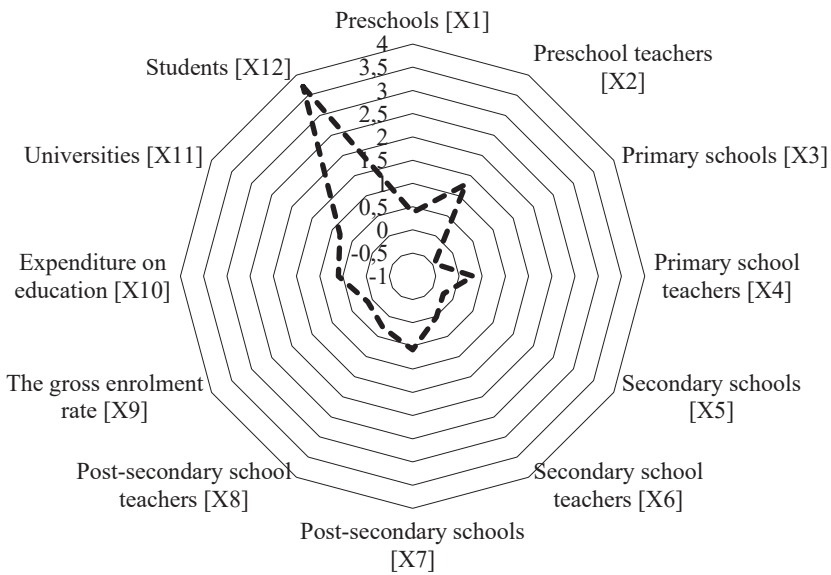 Preschools [X1]
4
3,5
3
2,5
2
1,5
1
0,5
0
-0,5
-1
Preschool teachers
[X2]
Primary schools [X3]
Primary school
teachers [X4]
Secondary schools
[X5]
Secondary school
teachers [X6]
Post-secondary schools
[X7]
Post-secondary school
teachers [X8]
The gross enrolment
rate [X9]
Expenditure on
education [X10]
Universities [X11]
Students [X12]